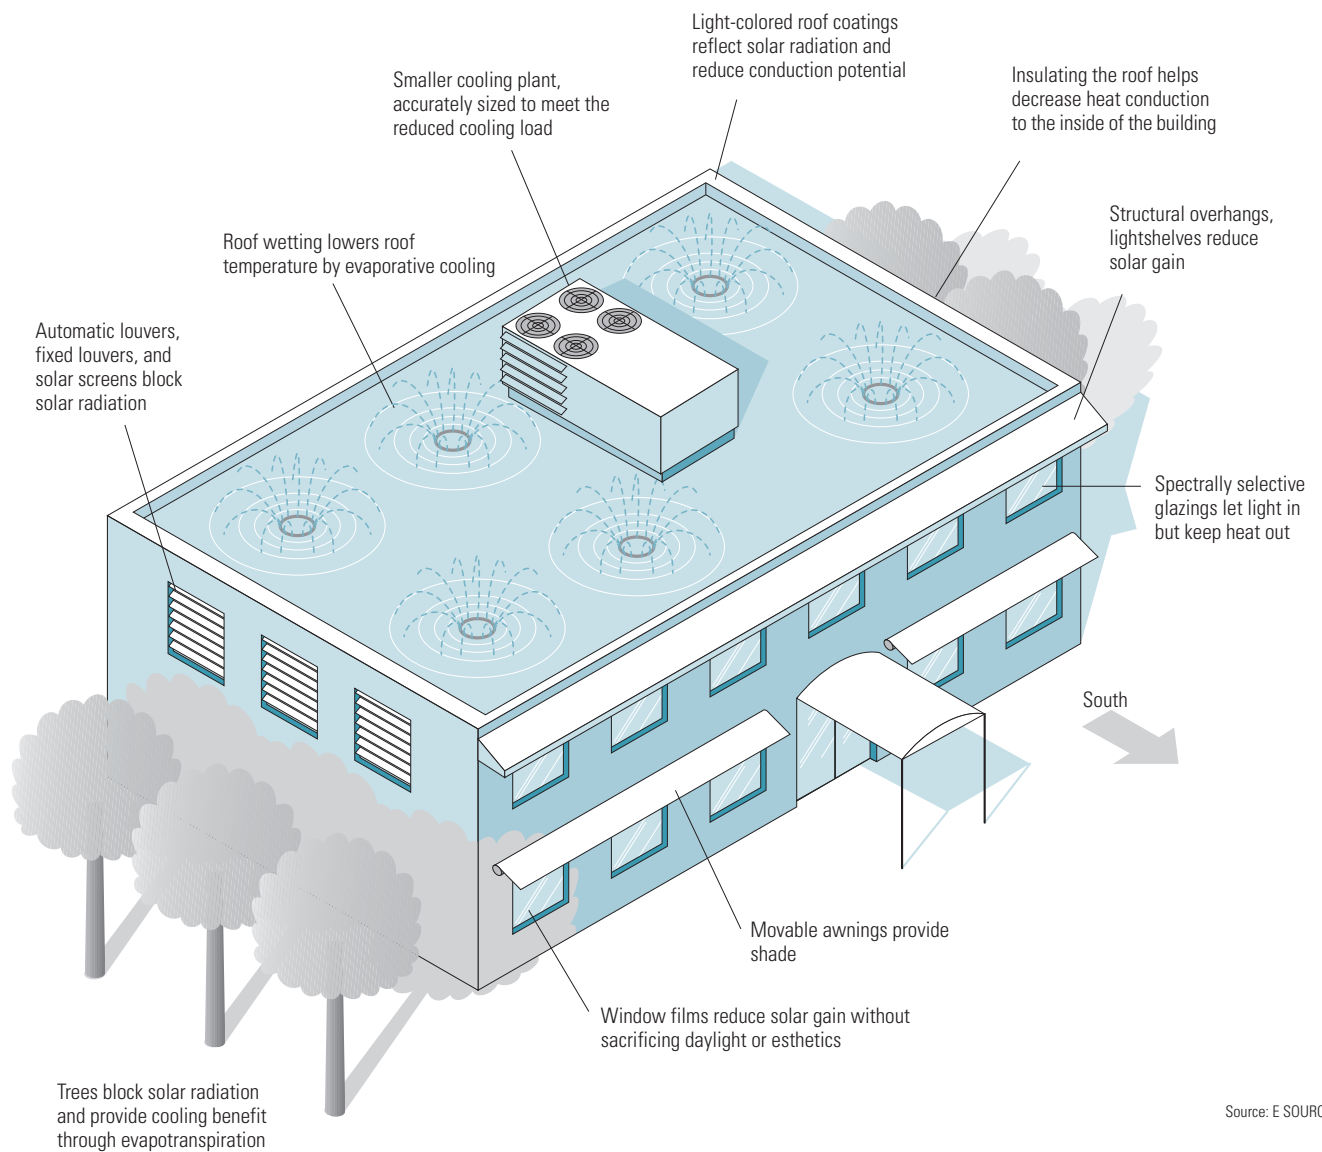 Light-colored roof coatings
reflect solar radiation and
reduce conduction potential
Smaller cooling plant,
accurately sized to meet the
reduced cooling load
Insulating the roof helps
decrease heat conduction
to the inside of the building
Structural overhangs,
lightshelves reduce
solar gain
Roof wetting lowers roof
temperature by evaporative cooling
Automatic louvers,
fixed louvers, and
solar screens block
solar radiation
Spectrally selective
glazings let light in
but keep heat out
South
Movable awnings provide
shade
Window films reduce solar gain without
sacrificing daylight or esthetics
Trees block solar radiation
and provide cooling benefit
through evapotranspiration
Source: E SOURC